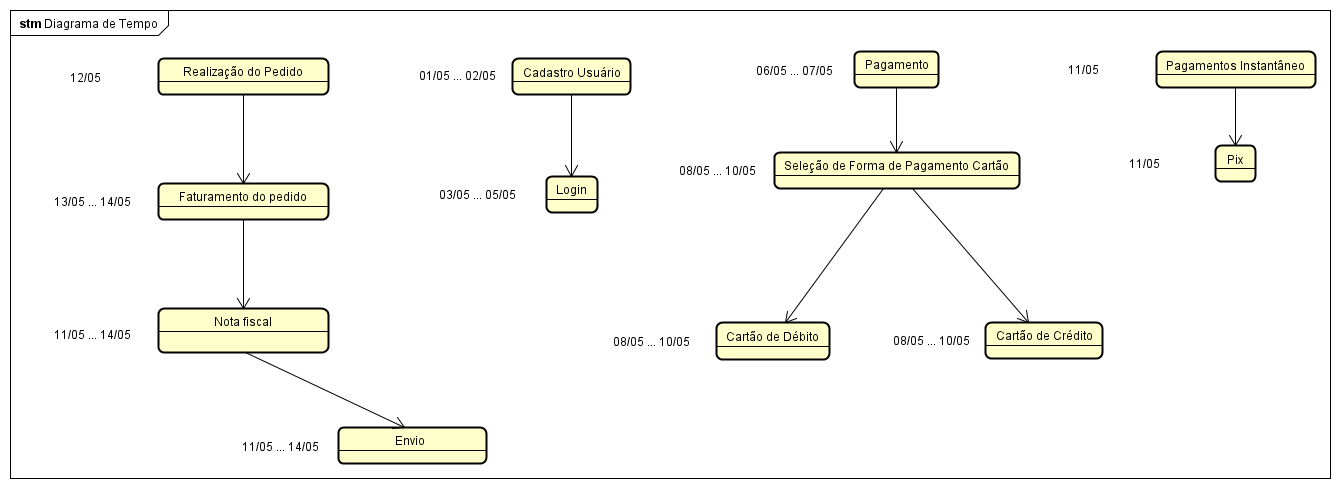 stm Diagrama de Tempo
12/05
Realização do Pedido
13/05 ... 14/05
Faturamento do pedido
11/05 ... 14/05
Nota fiscal
11/05 ... 14/05
Envio
01/05 ... 02/05
Cadastro Usuário
03/05 ... 05/05
Login
06/05 ... 07/05
Pagamento
08/05 ... 10/05
Seleção de Forma de Pagamento Cartão
08/05 ... 10/05
Cartão de Débito
08/05 ... 10/05
Cartão de Crédito
11/05
Pagamentos Instantâneo
11/05
Pix